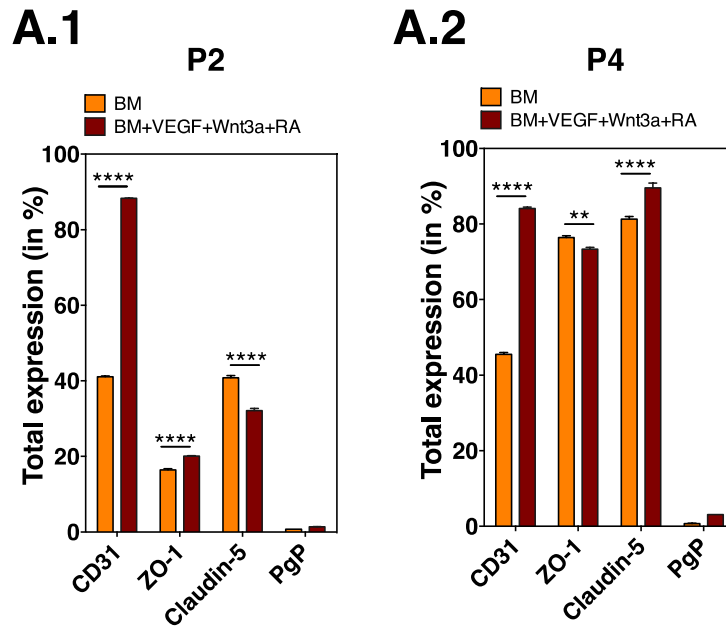 A.1
P2
BM
BM+VEGF+Wnt3a+RA
Total expression (in %)
100
80
60
40
20
0
****
****
****
CD31
ZO-1
Claudin-5
PgP
A.2
P4
BM
BM+VEGF+Wnt3a+RA
Total expression (in %)
100
80
60
40
20
0
****
**
****
CD31
ZO-1
Claudin-5
PgP